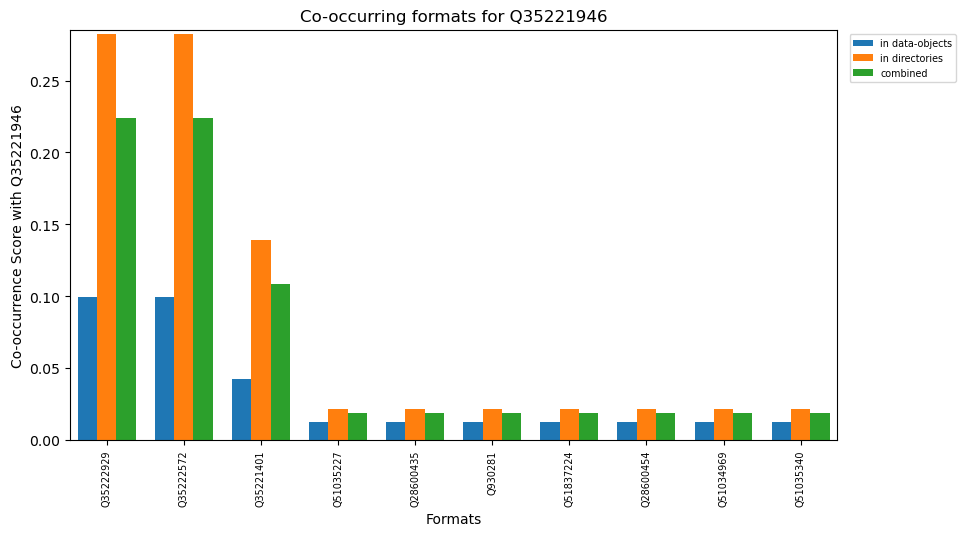 Co-occurring formats for Q35221946
in data-objects
in directories
combined
Co-occurrence Score with Q35221946
0.25
0.20
0.15
0.10
0.05
0.00
Q35222929
Q35222572
Q35221401
Q51035227
Q28600435
Q930281
Q51837224
Q28600454
Q51034969
Q51035340
Formats